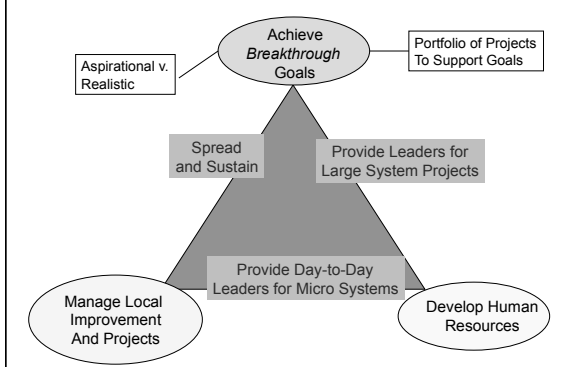 Achieve
Breakthrough
Goals
Aspirational v.
Realistic
Portfolio of Projects
To Support Goals
Spread
and Sustain
Provide Leaders for
Large System Projects
Provide Day-to-Day
Leaders for Micro Systems
Manage Local
Improvement
And Projects
Develop Human
Resources